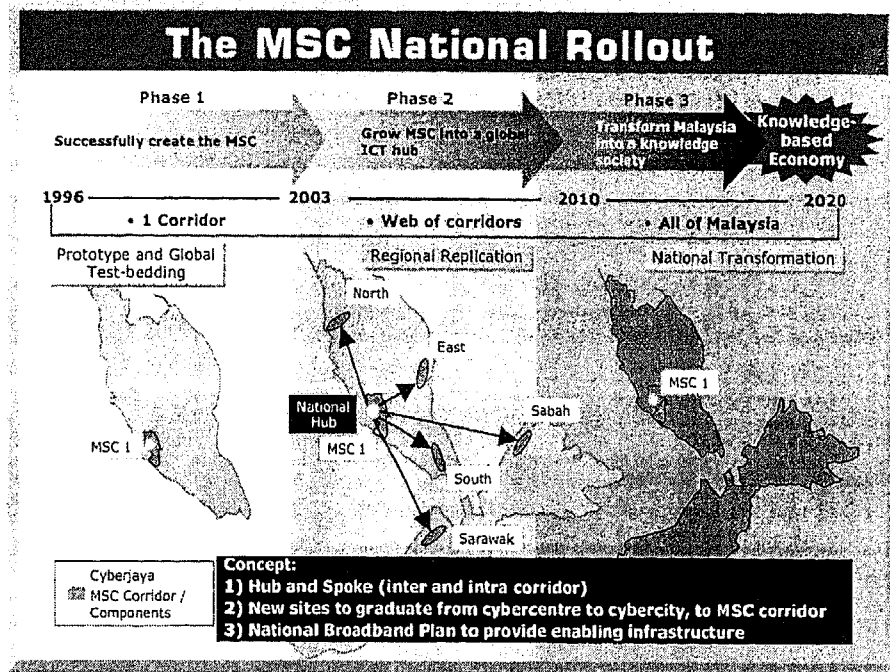 The MSC National Rollout
Phase 1
Phase 2
Phase 3
Successfully create the MSC
Grow MSC into a global
ICT hub
Transform Malaysia
into a knowledge
society
Knowledge-
based
Economy
1996
2003
2010
2020
• 1 Corridor
• Web of corridors
• All of Malaysia
Prototype and Global
Test-bedding
Regional Replication
National Transformation
North
East
National
Hub
MSC 1
MSC 1
Sabah
South
Sarawak
MSC 1
Cyberjaya
MSC Corridor /
Components
Concept:
1) Hub and Spoke (inter and intra corridor)
2) New sites to graduate from cybercentre to cybercity, to MSC corridor
3) National Broadband Plan to provide enabling infrastructure